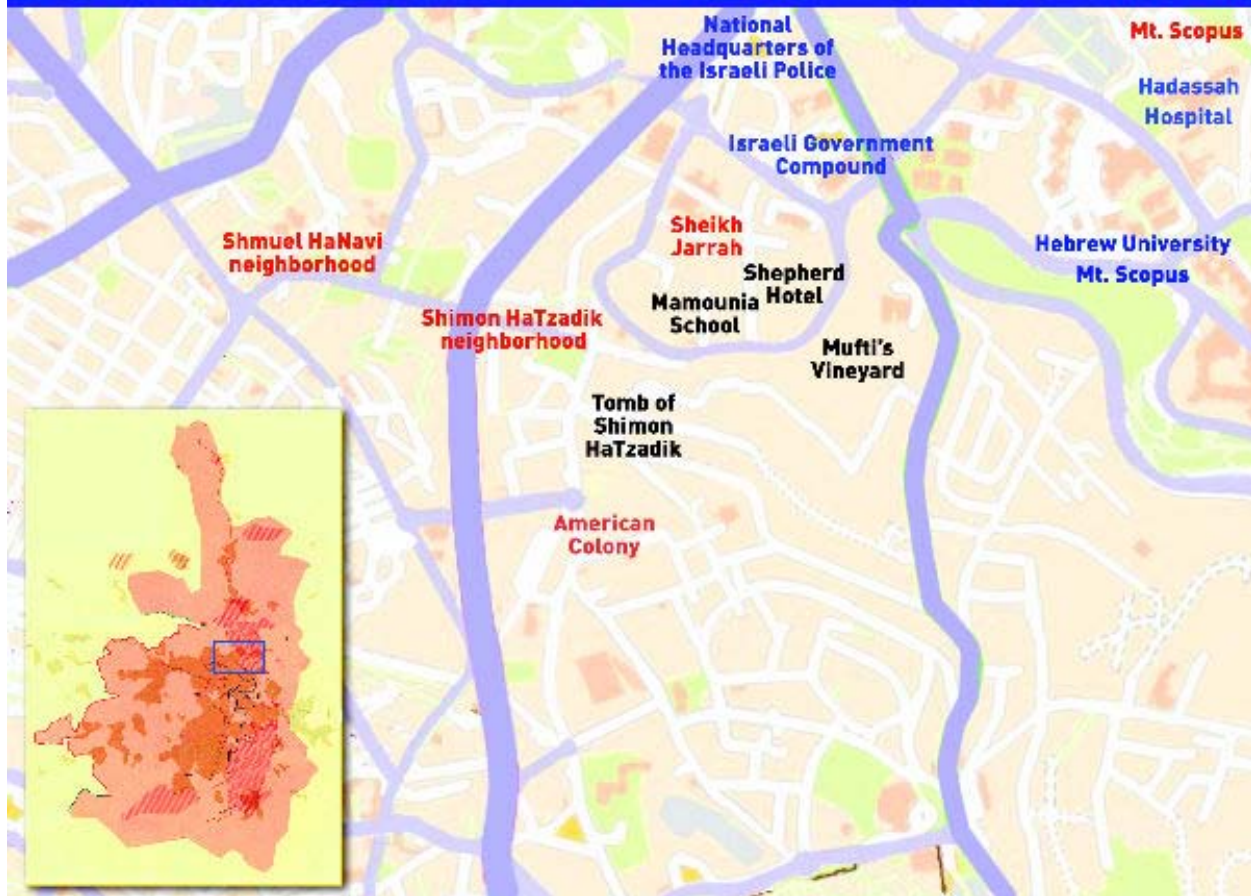 National
Headquarters of
the Israeli Police
Mt. Scopus
Hadassah
Hospital
Israeli Government
Compound
Shmuel HaNavi
neighborhood
Sheikh
Jarrah
Hebrew University
Mt. Scopus
Shepherd
Hotel
Mamounia
School
Shimon HaTzadik
neighborhood
Mufti's
Vineyard
Tomb of
Shimon
HaTzadik
American
Colony